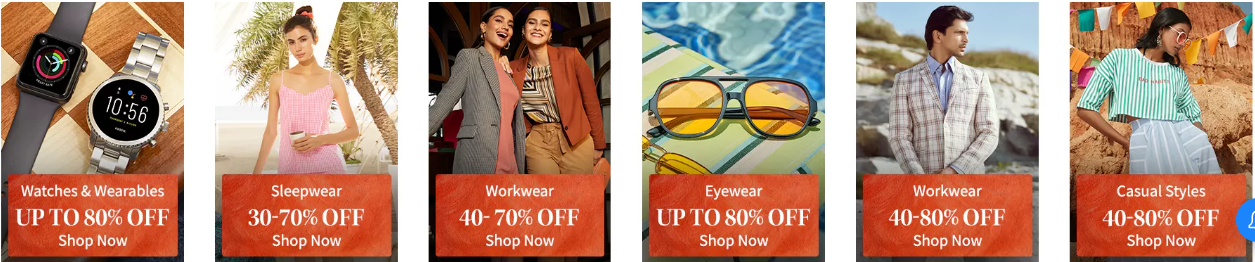 10:56
FOSSIL
Watches & Wearables
UP TO 80% OFF
Shop Now
Sleepwear
30-70% OFF
Shop Now
Workwear
40- 70% OFF
Shop Now
Eyewear
UP TO 80% OFF
Shop Now
Workwear
40-80% OFF
Shop Now
Casual Styles
40-80% OFF
Shop Now